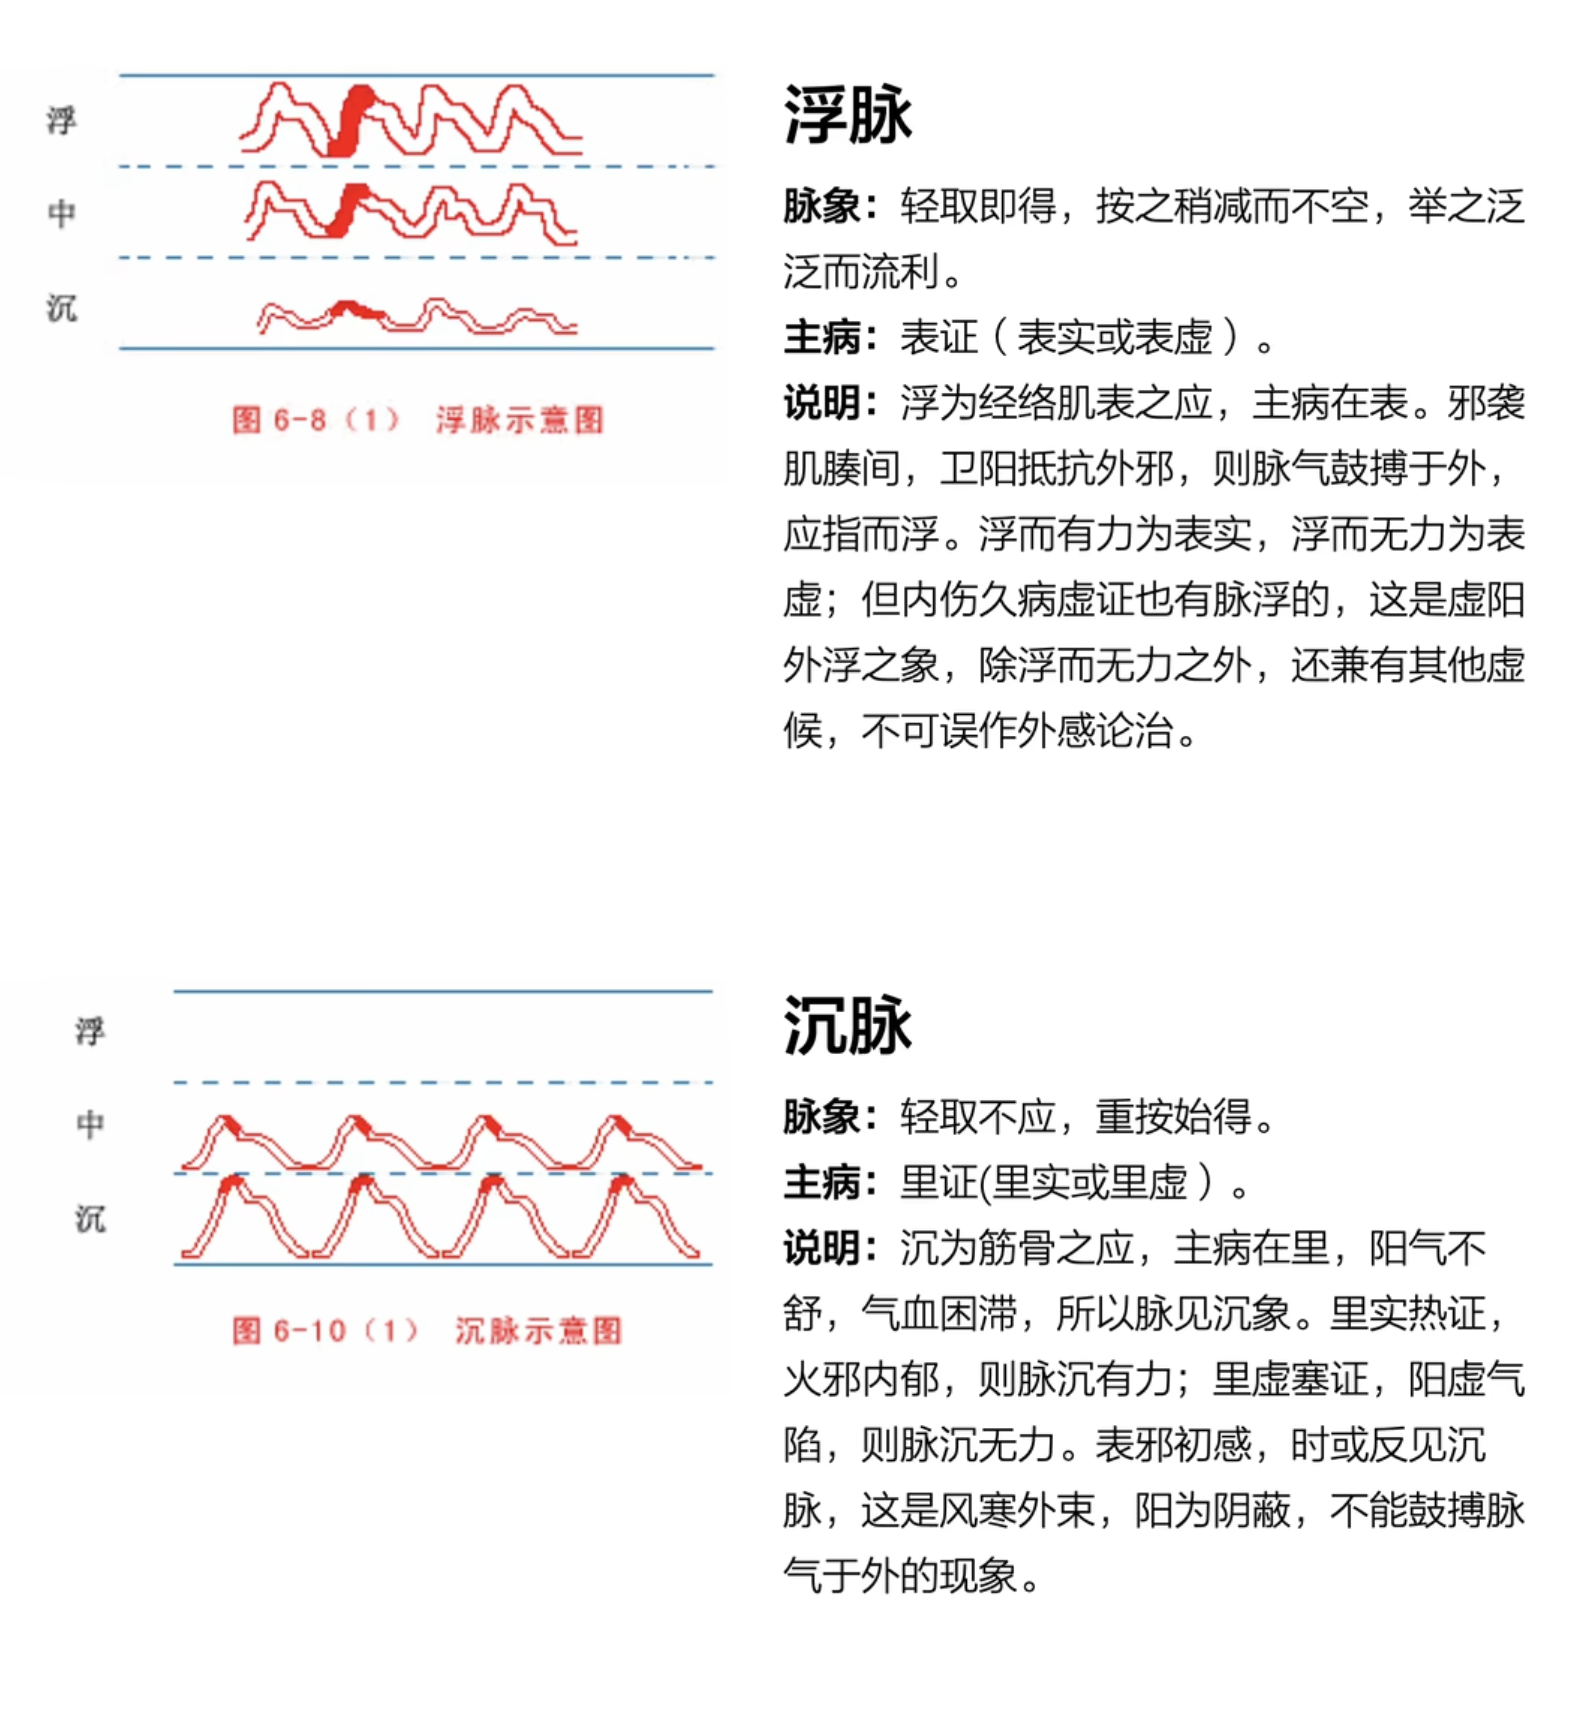 浮
中
沉
图 6-8（1） 浮脉示意图
浮脉
脉象：轻取即得，按之稍减而不空，举之泛
泛而流利。
主病：表证（表实或表虚）。
说明：浮为经络肌表之应，主病在表。邪袭
肌腠间，卫阳抵抗外邪，则脉气鼓搏于外，
应指而浮。浮而有力为表实，浮而无力为表
虚；但内伤久病虚证也有脉浮的，这是虚阳
外浮之象，除浮而无力之外，还兼有其他虚
候，不可误作外感论治。
浮
中
沉
图 6-10（1） 沉脉示意图
沉脉
脉象：轻取不应，重按始得。
主病：里证(里实或里虚）。
说明：沉为筋骨之应，主病在里，阳气不
舒，气血困滞，所以脉见沉象。里实热证，
火邪内郁，则脉沉有力；里虚塞证，阳虚气
陷，则脉沉无力。表邪初感，时或反见沉
脉，这是风寒外束，阳为阴蔽，不能鼓搏脉
气于外的现象。